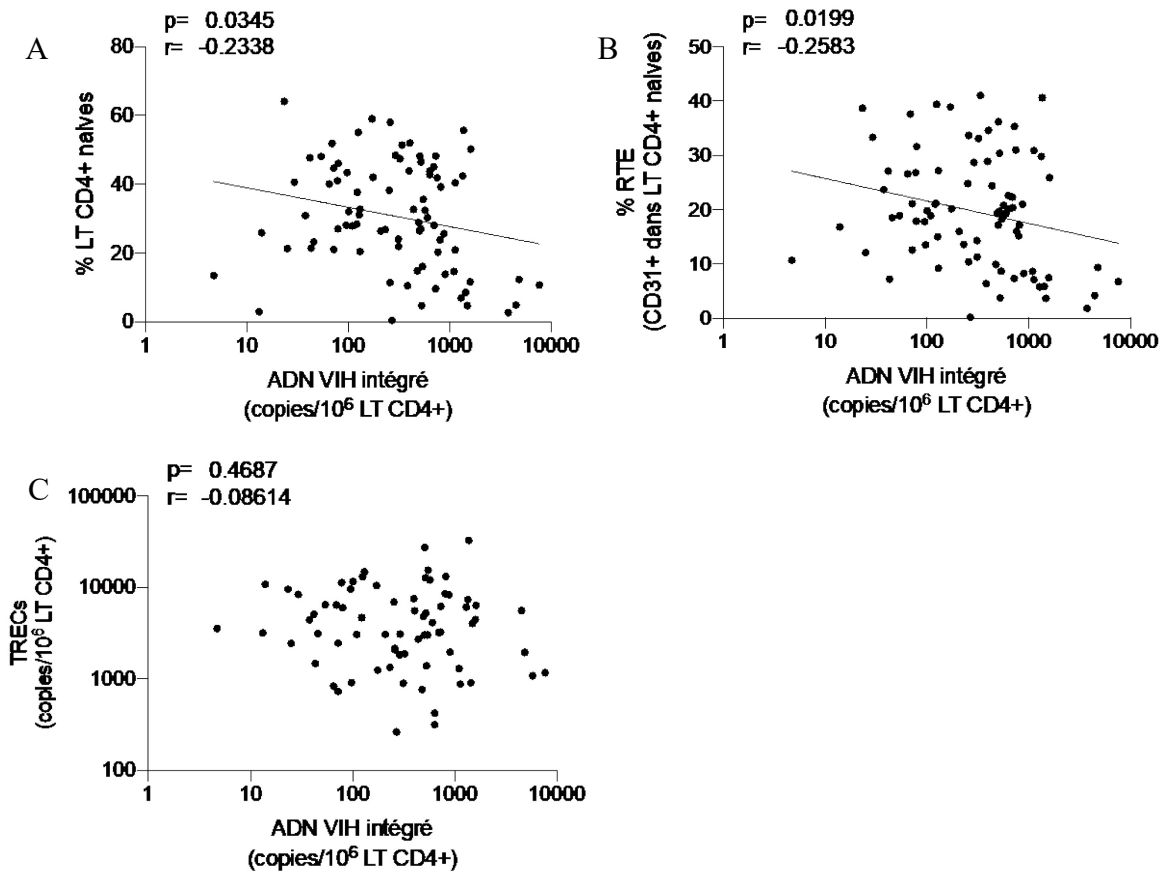 A
p= 0.0345
r= -0.2338
% LT CD4+ naives
80
60
40
20
0
1 10 100 1000 10000
ADN VIH intégré
(copies/10⁶ LT CD4+)
B
p= 0.0199
r= -0.2583
% RTE
(CD31+ dans LT CD4+ naives)
50
40
30
20
10
0
1 10 100 1000 10000
ADN VIH intégré
(copies/10⁶ LT CD4+)
C
p= 0.4687
r= -0.08614
TRECs
(copies/10⁶ LT CD4+)
100000
10000
1000
100
1 10 100 1000 10000
ADN VIH intégré
(copies/10⁶ LT CD4+)